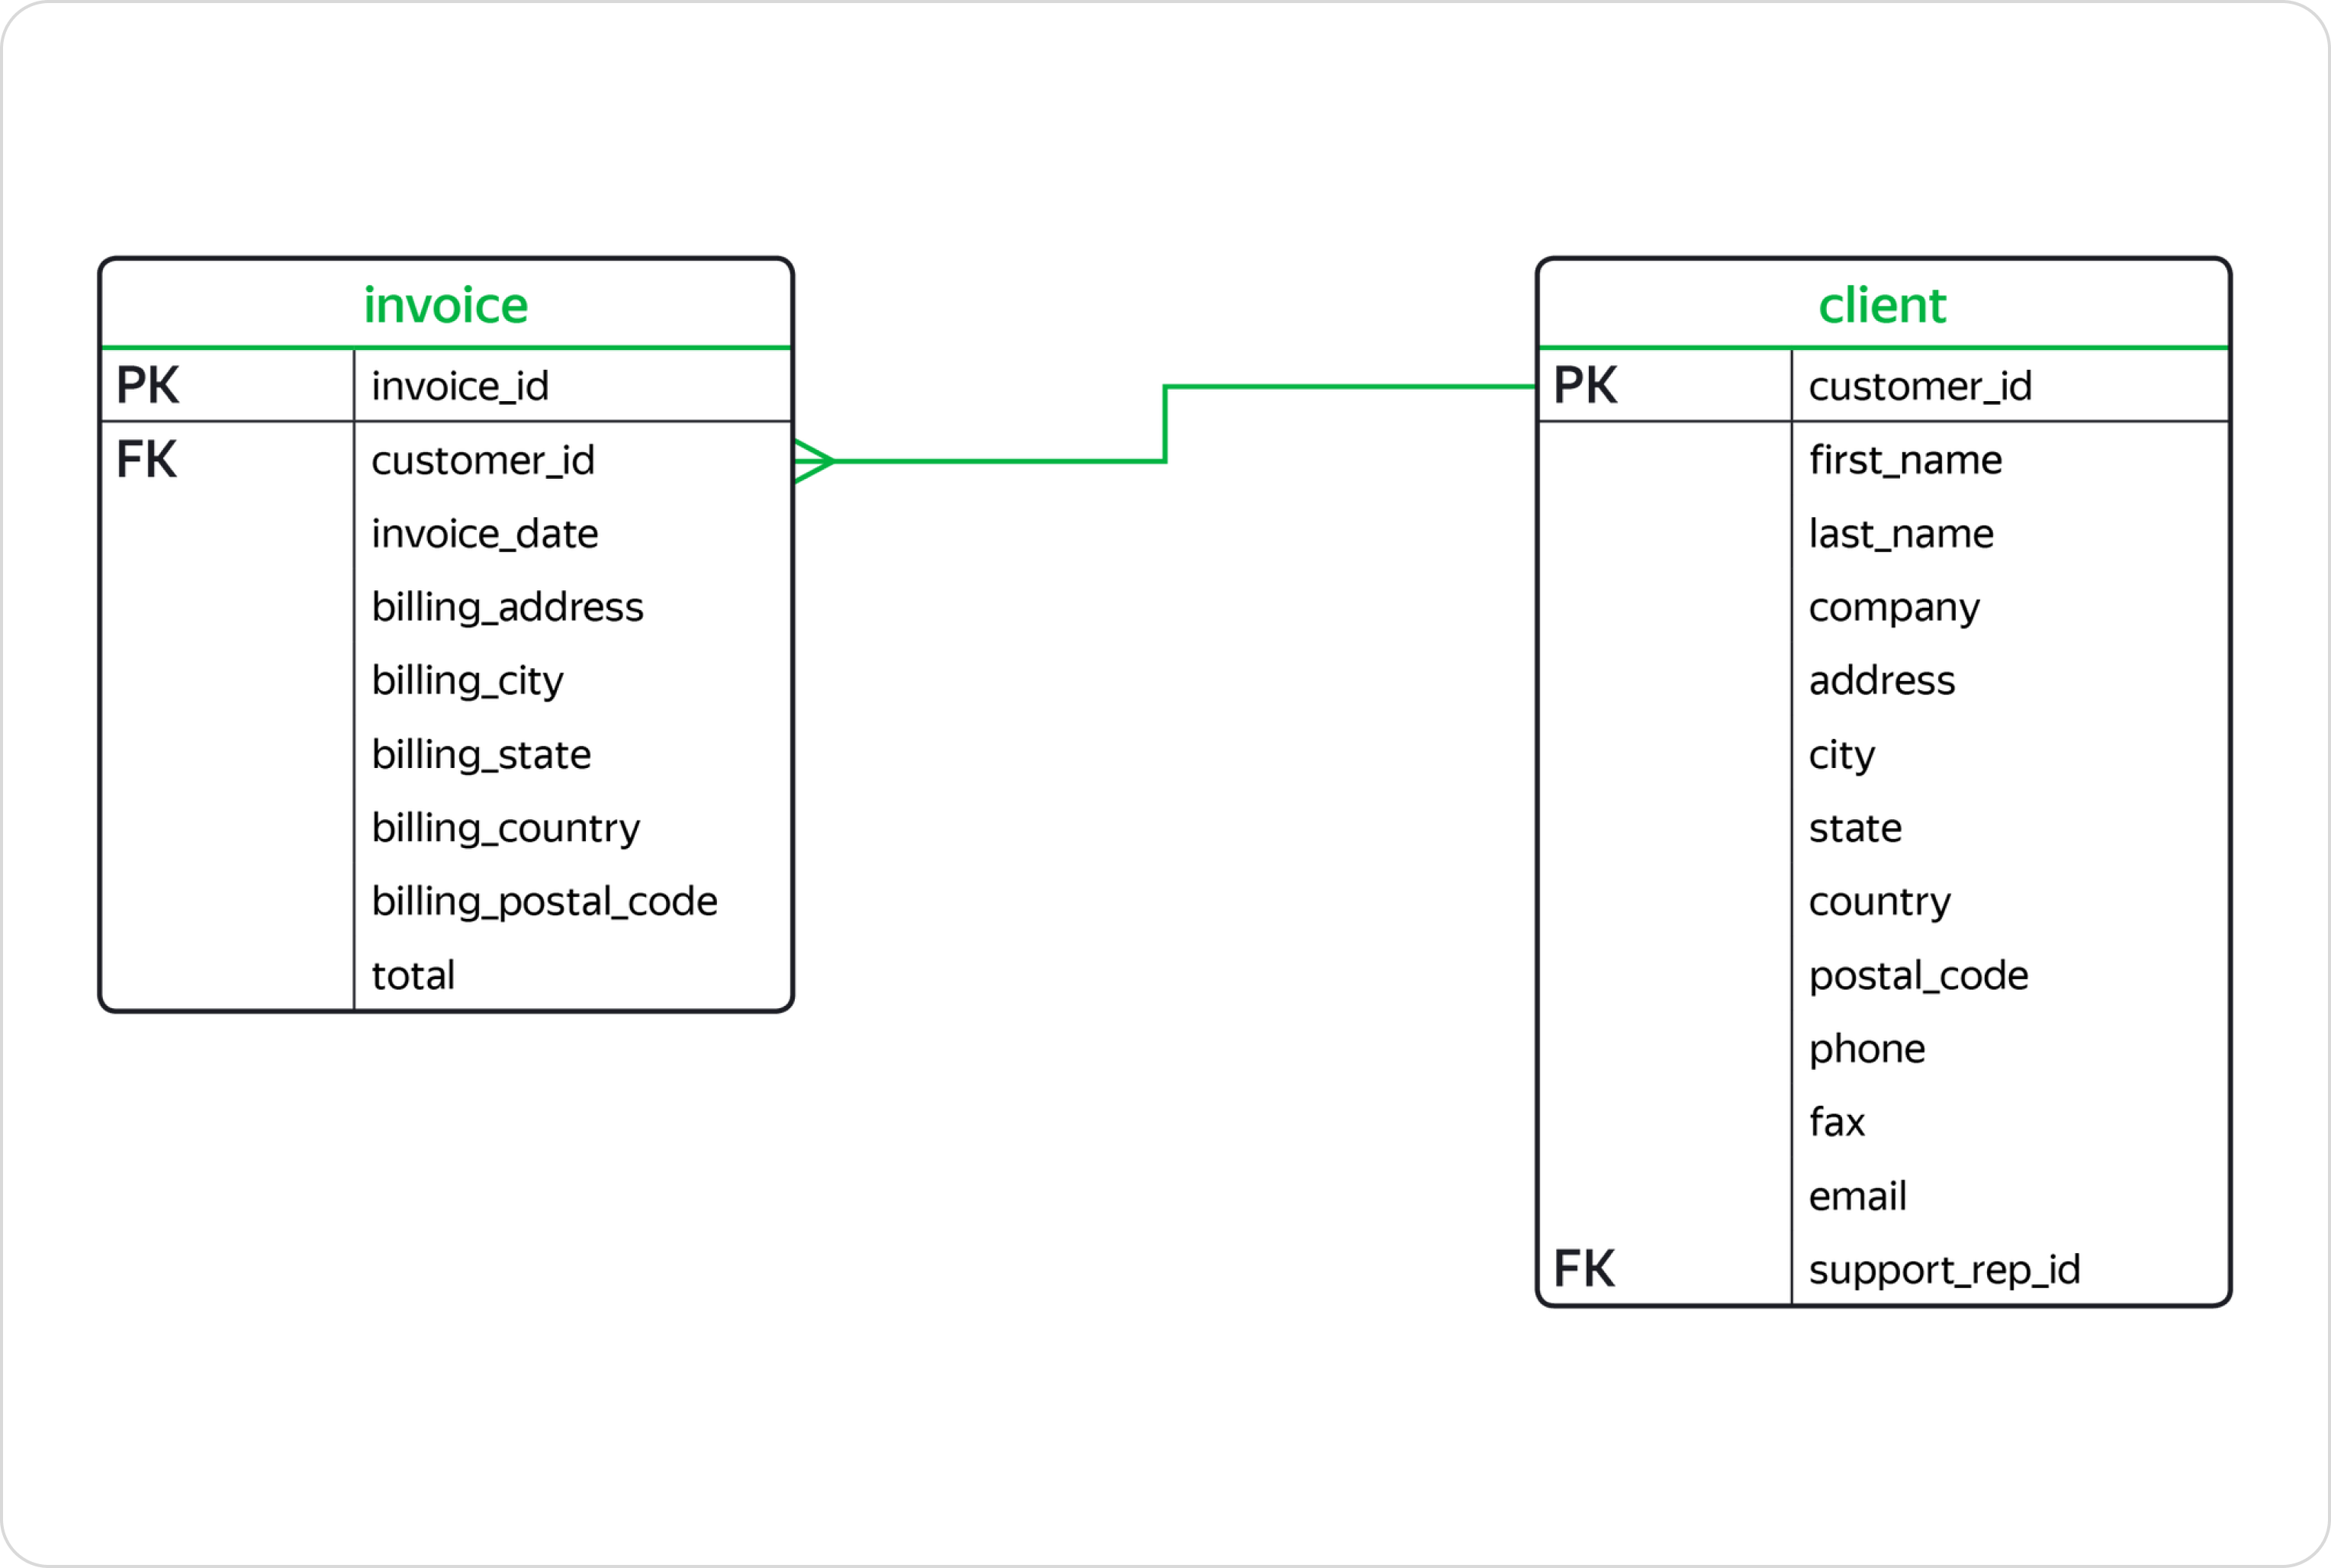 invoice
PK invoice_id
FK customer_id
invoice_date
billing_address
billing_city
billing_state
billing_country
billing_postal_code
total
client
PK customer_id
first_name
last_name
company
address
city
state
country
postal_code
phone
fax
email
FK support_rep_id